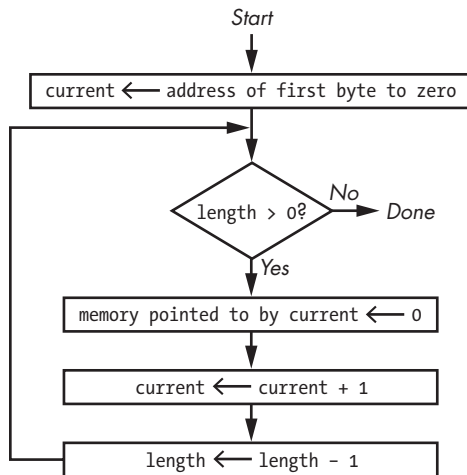 Start
current ← address of first byte to zero
length > 0?
No
Done
Yes
memory pointed to by current ← 0
current ← current + 1
length ← length – 1